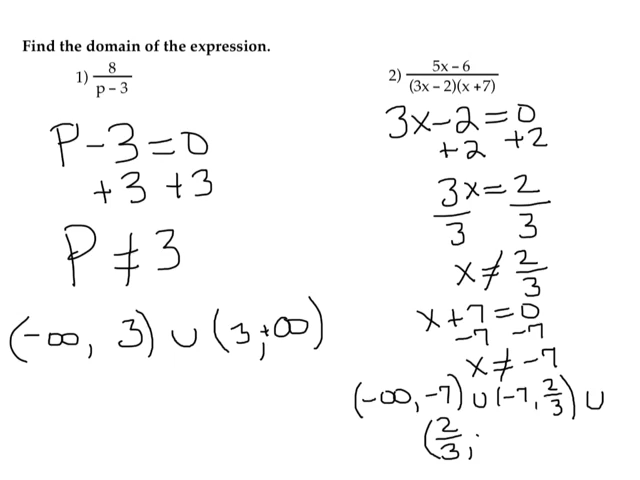 Find the domain of the expression.
1) 8/(p – 3)
P – 3 = 0
+3 +3
P ≠ 3
(-∞, 3) ∪ (3, +∞)
2) (5x – 6)/((3x – 2)(x + 7))
3x – 2 = 0
+2 +2
3x = 2
3 3
x ≠ 2/3
x + 7 = 0
-7 -7
x ≠ -7
(-∞, -7) ∪ (-7, 2/3) ∪
(2/3,